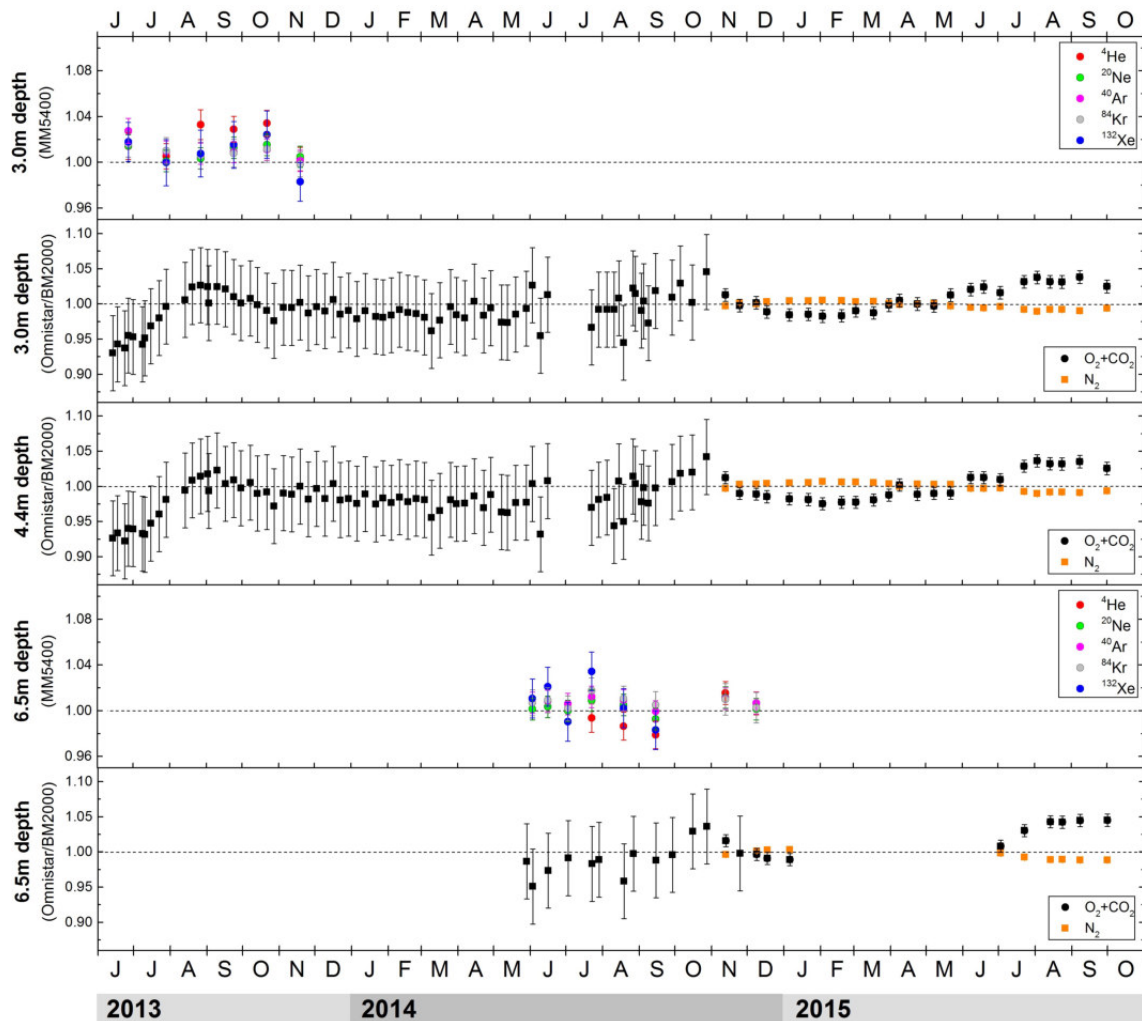 J J A S O N D J F M A M J J A S O N D J F M A M J J A S O
3.0m depth
(MM5400)
1.08
1.04
1.00
0.96
⁴He
²⁰Ne
⁴⁰Ar
⁸⁴Kr
¹³²Xe
3.0m depth
(Omnistar/BM2000)
1.10
1.05
1.00
0.95
0.90
O₂+CO₂
N₂
4.4m depth
(Omnistar/BM2000)
1.10
1.05
1.00
0.95
0.90
O₂+CO₂
N₂
6.5m depth
(MM5400)
1.08
1.04
1.00
0.96
⁴He
²⁰Ne
⁴⁰Ar
⁸⁴Kr
¹³²Xe
6.5m depth
(Omnistar/BM2000)
1.10
1.05
1.00
0.95
0.90
O₂+CO₂
N₂
J J A S O N D J F M A M J J A S O N D J F M A M J J A S O
2013 2014 2015